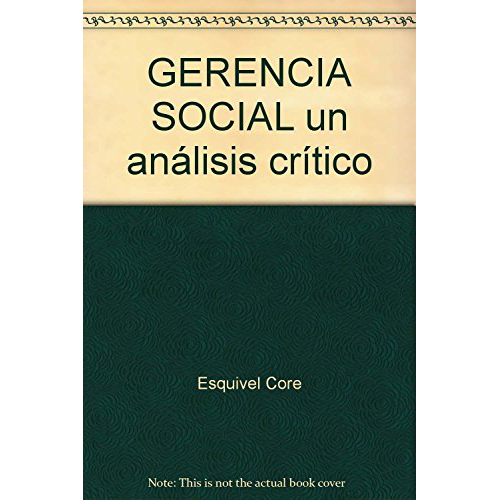 GERENCIA
SOCIAL un
análisis crítico
Esquivel Core
Note: This is not the actual book cover